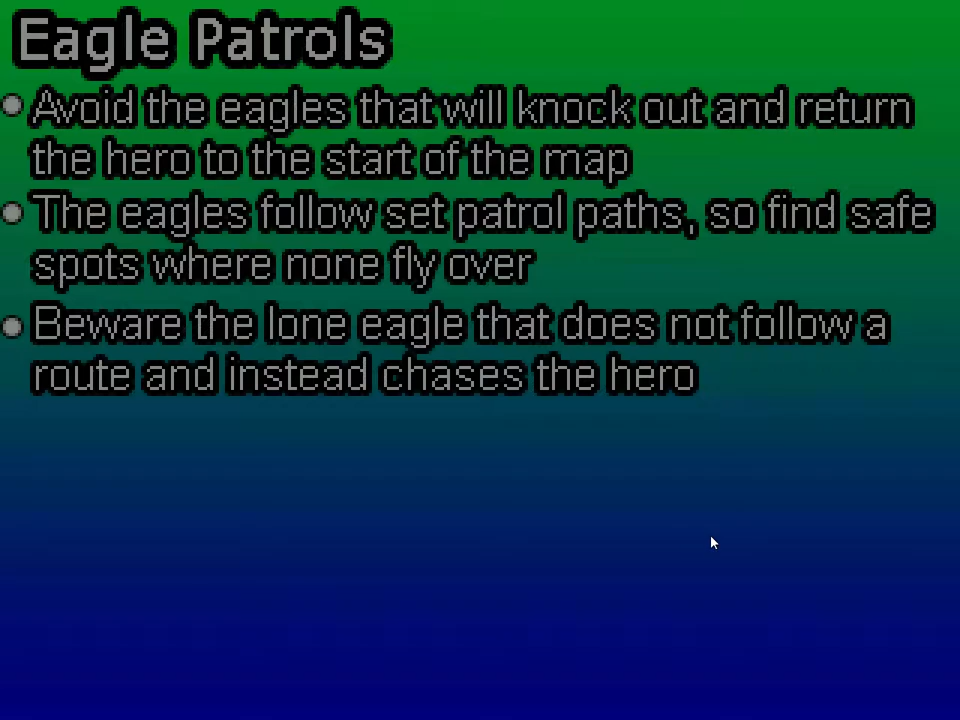 Eagle Patrols
• Avoid the eagles that will knock out and return
the hero to the start of the map
• The eagles follow set patrol paths, so find safe
spots where none fly over
• Beware the lone eagle that does not follow a
route and instead chases the hero